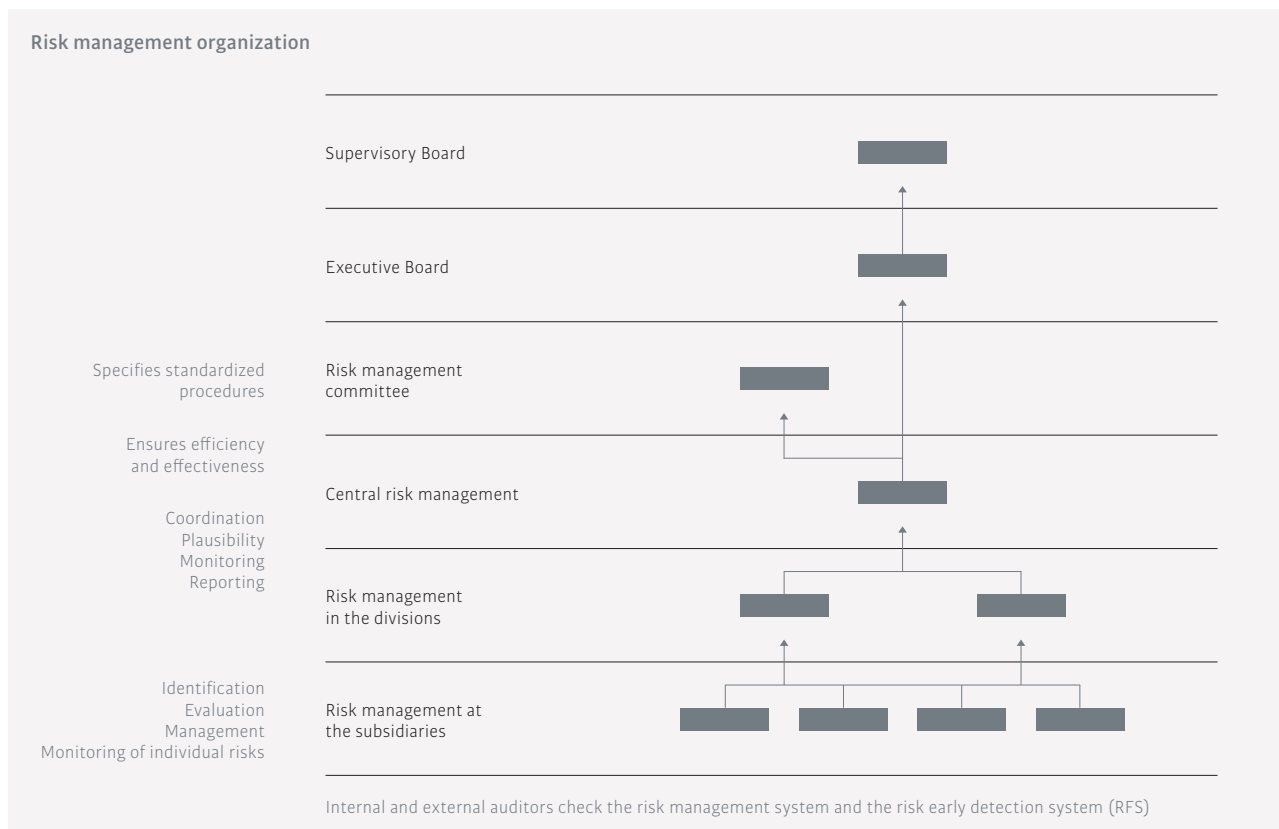 Risk management organization
Supervisory Board
Executive Board
Specifies standardized
procedures
Risk management
committee
Ensures efficiency
and effectiveness
Central risk management
Coordination
Plausibility
Monitoring
Reporting
Risk management
in the divisions
Identification
Evaluation
Management
Monitoring of individual risks
Risk management at
the subsidiaries
Internal and external auditors check the risk management system and the risk early detection system (RFS)